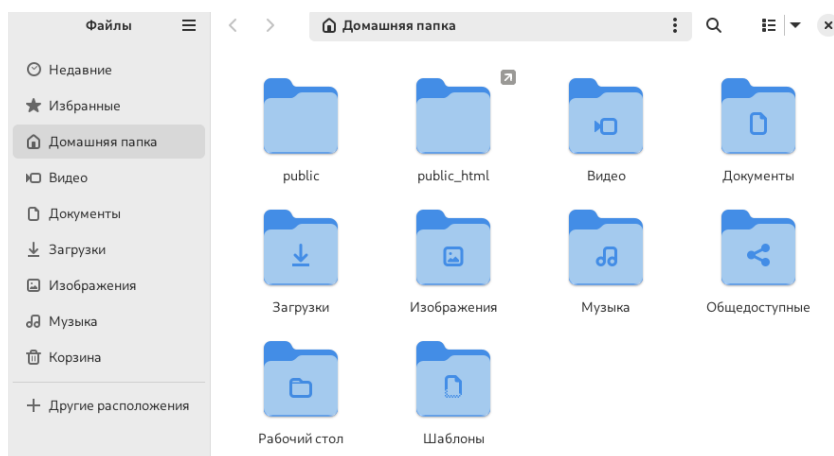 Файлы
Домашняя папка
Недавние
Избранные
Домашняя папка
Видео
Документы
Загрузки
Изображения
Музыка
Корзина
Другие расположения
public
public_html
Видео
Документы
Загрузки
Изображения
Музыка
Общедоступные
Рабочий стол
Шаблоны